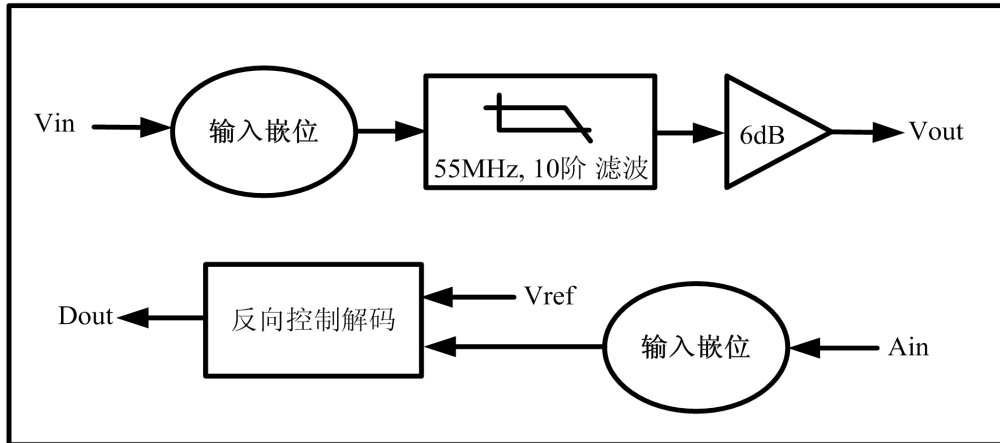 Vin
输入嵌位
55MHz, 10阶 滤波
6dB
Vout
Dout
反向控制解码
Vref
输入嵌位
Ain